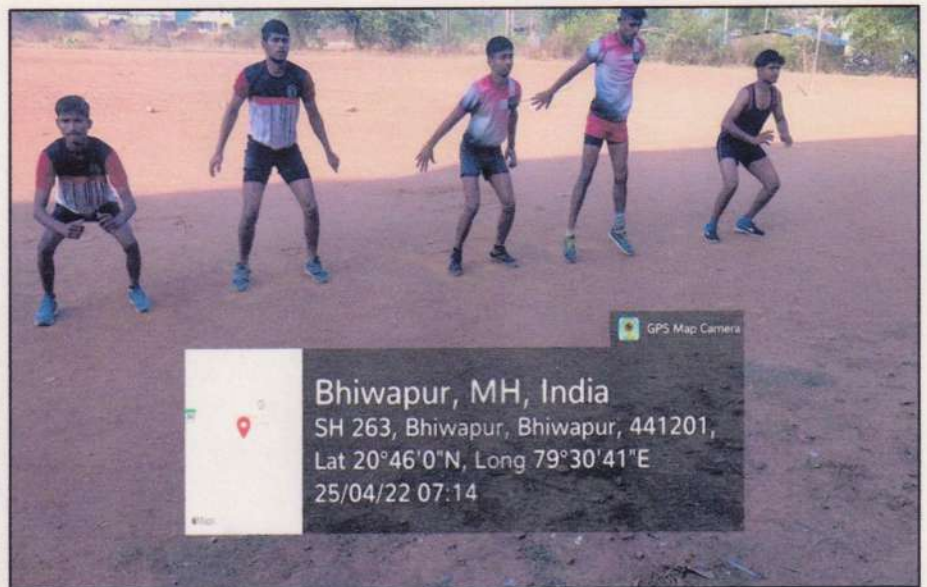 GPS Map Camera
Bhiwapur, MH, India
SH 263, Bhiwapur, Bhiwapur, 441201,
Lat 20°46'0"N, Long 79°30'41"E
25/04/22 07:14